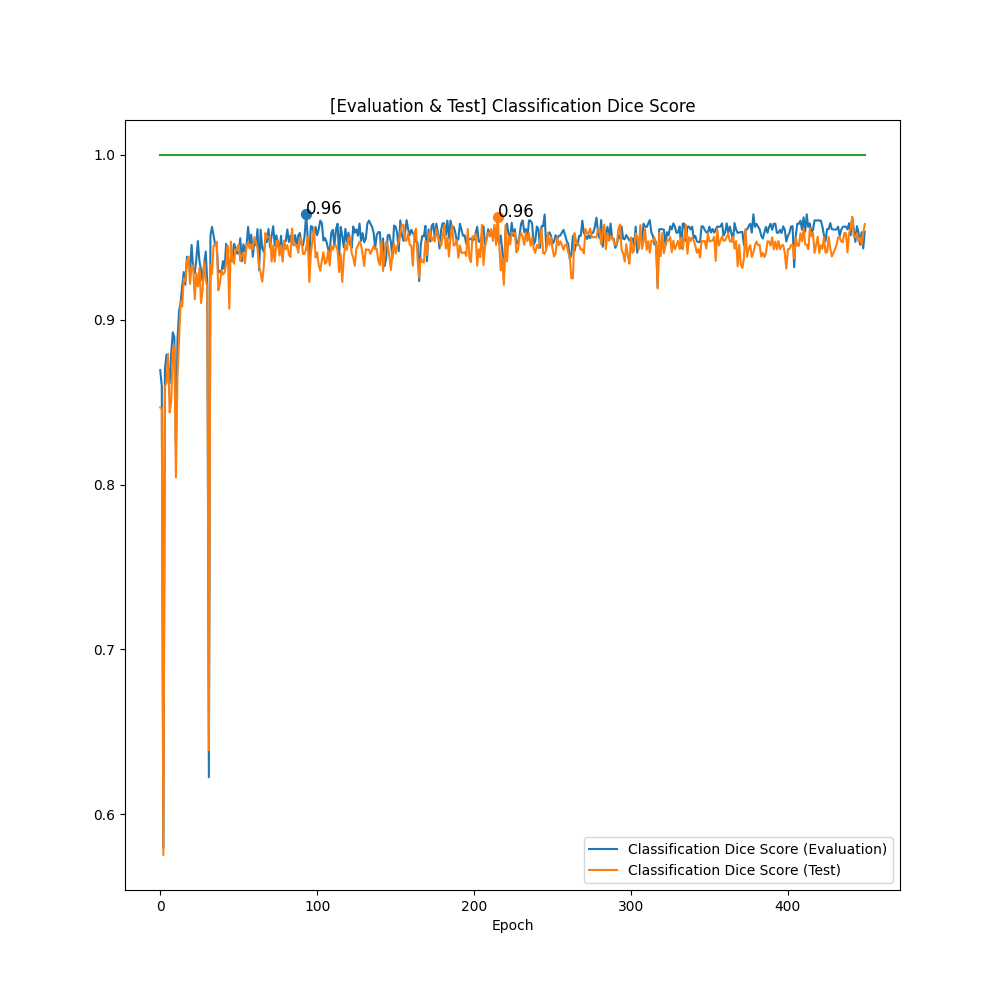 [Evaluation & Test] Classification Dice Score
1.0
0.96
0.96
0.9
0.8
0.7
0.6
Classification Dice Score (Evaluation)
Classification Dice Score (Test)
0 100 200 300 400
Epoch